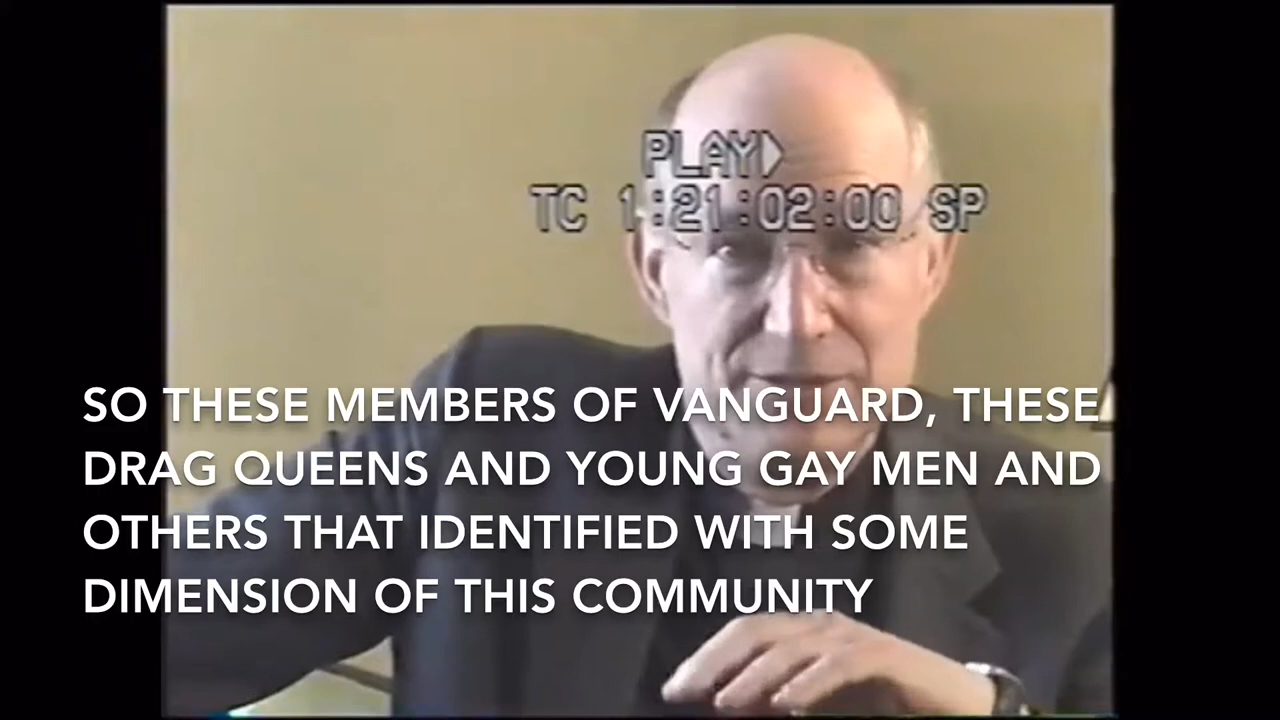 PLAY
TC 1:21:02:00 SP
SO THESE MEMBERS OF VANGUARD, THESE
DRAG QUEENS AND YOUNG GAY MEN AND
OTHERS THAT IDENTIFIED WITH SOME
DIMENSION OF THIS COMMUNITY